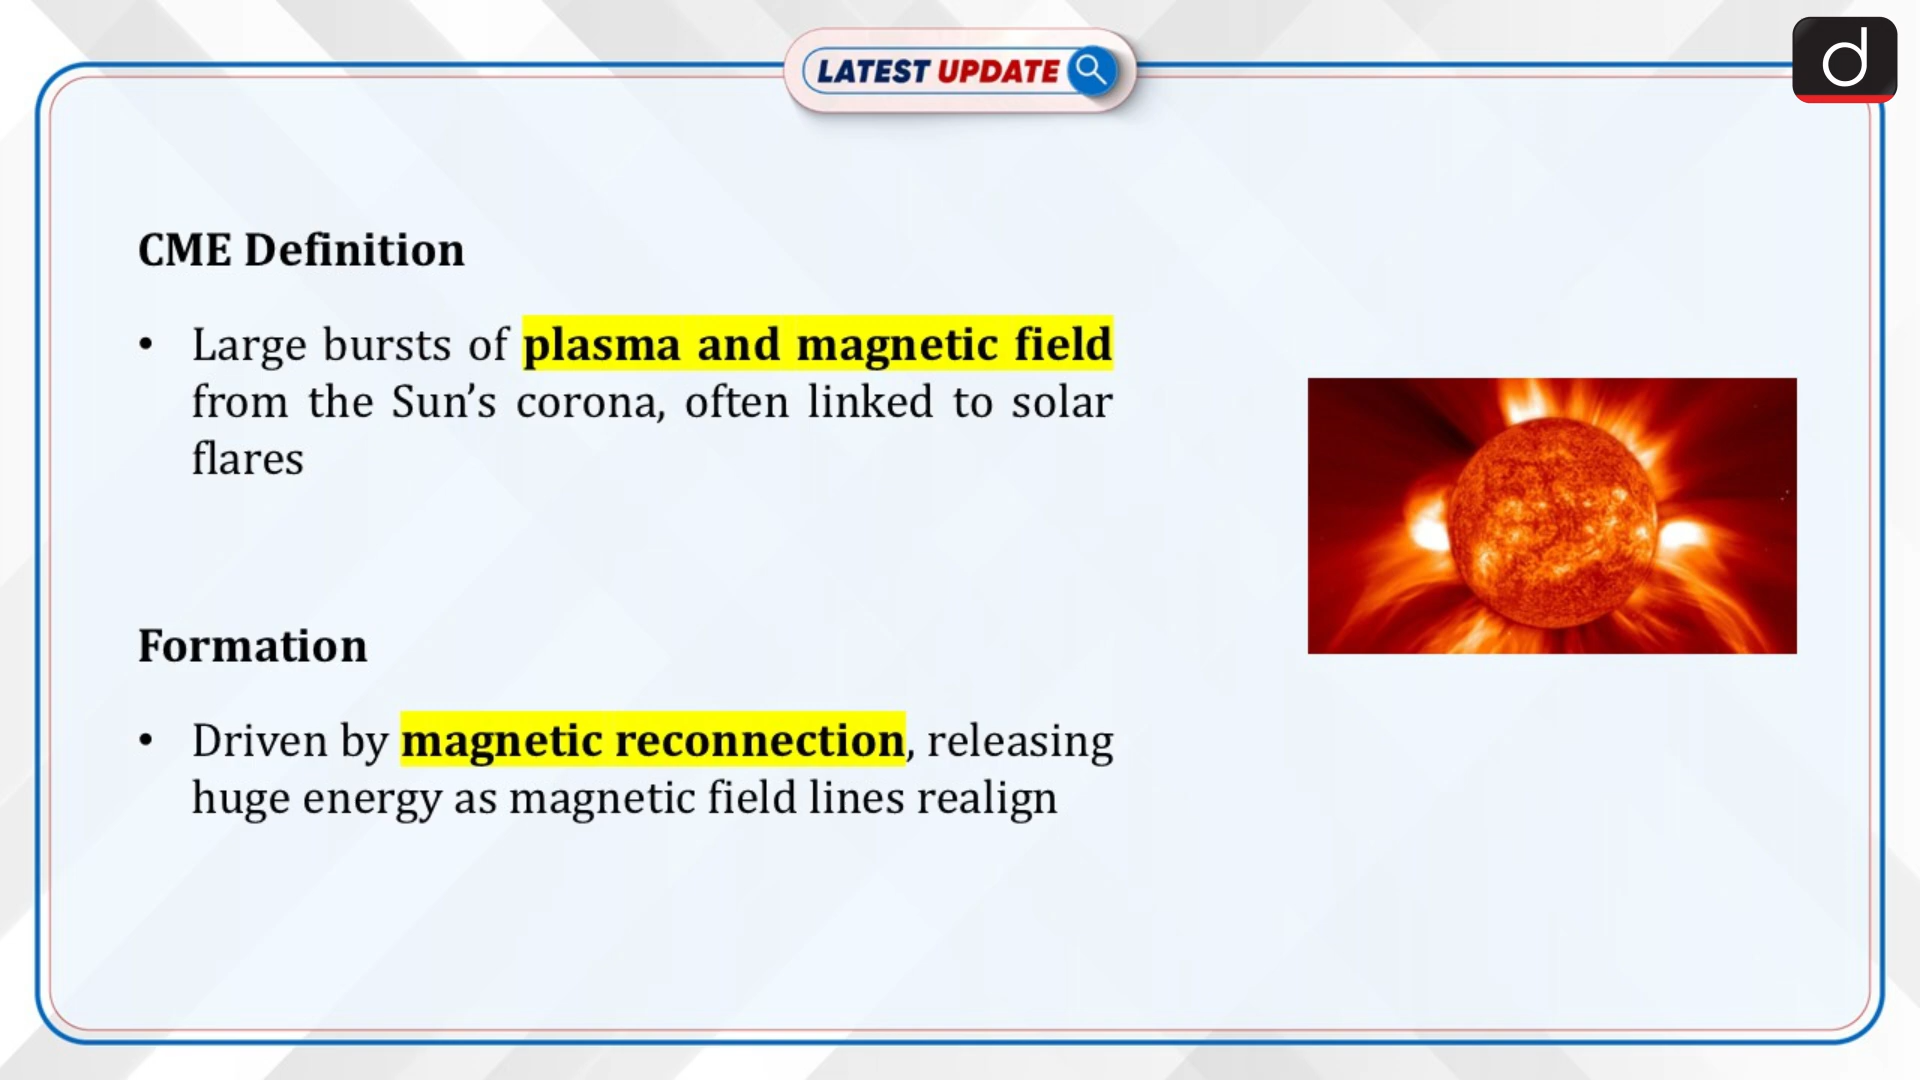 LATEST UPDATE
d
CME Definition
• Large bursts of plasma and magnetic field
from the Sun’s corona, often linked to solar
flares
Formation
• Driven by magnetic reconnection, releasing
huge energy as magnetic field lines realign